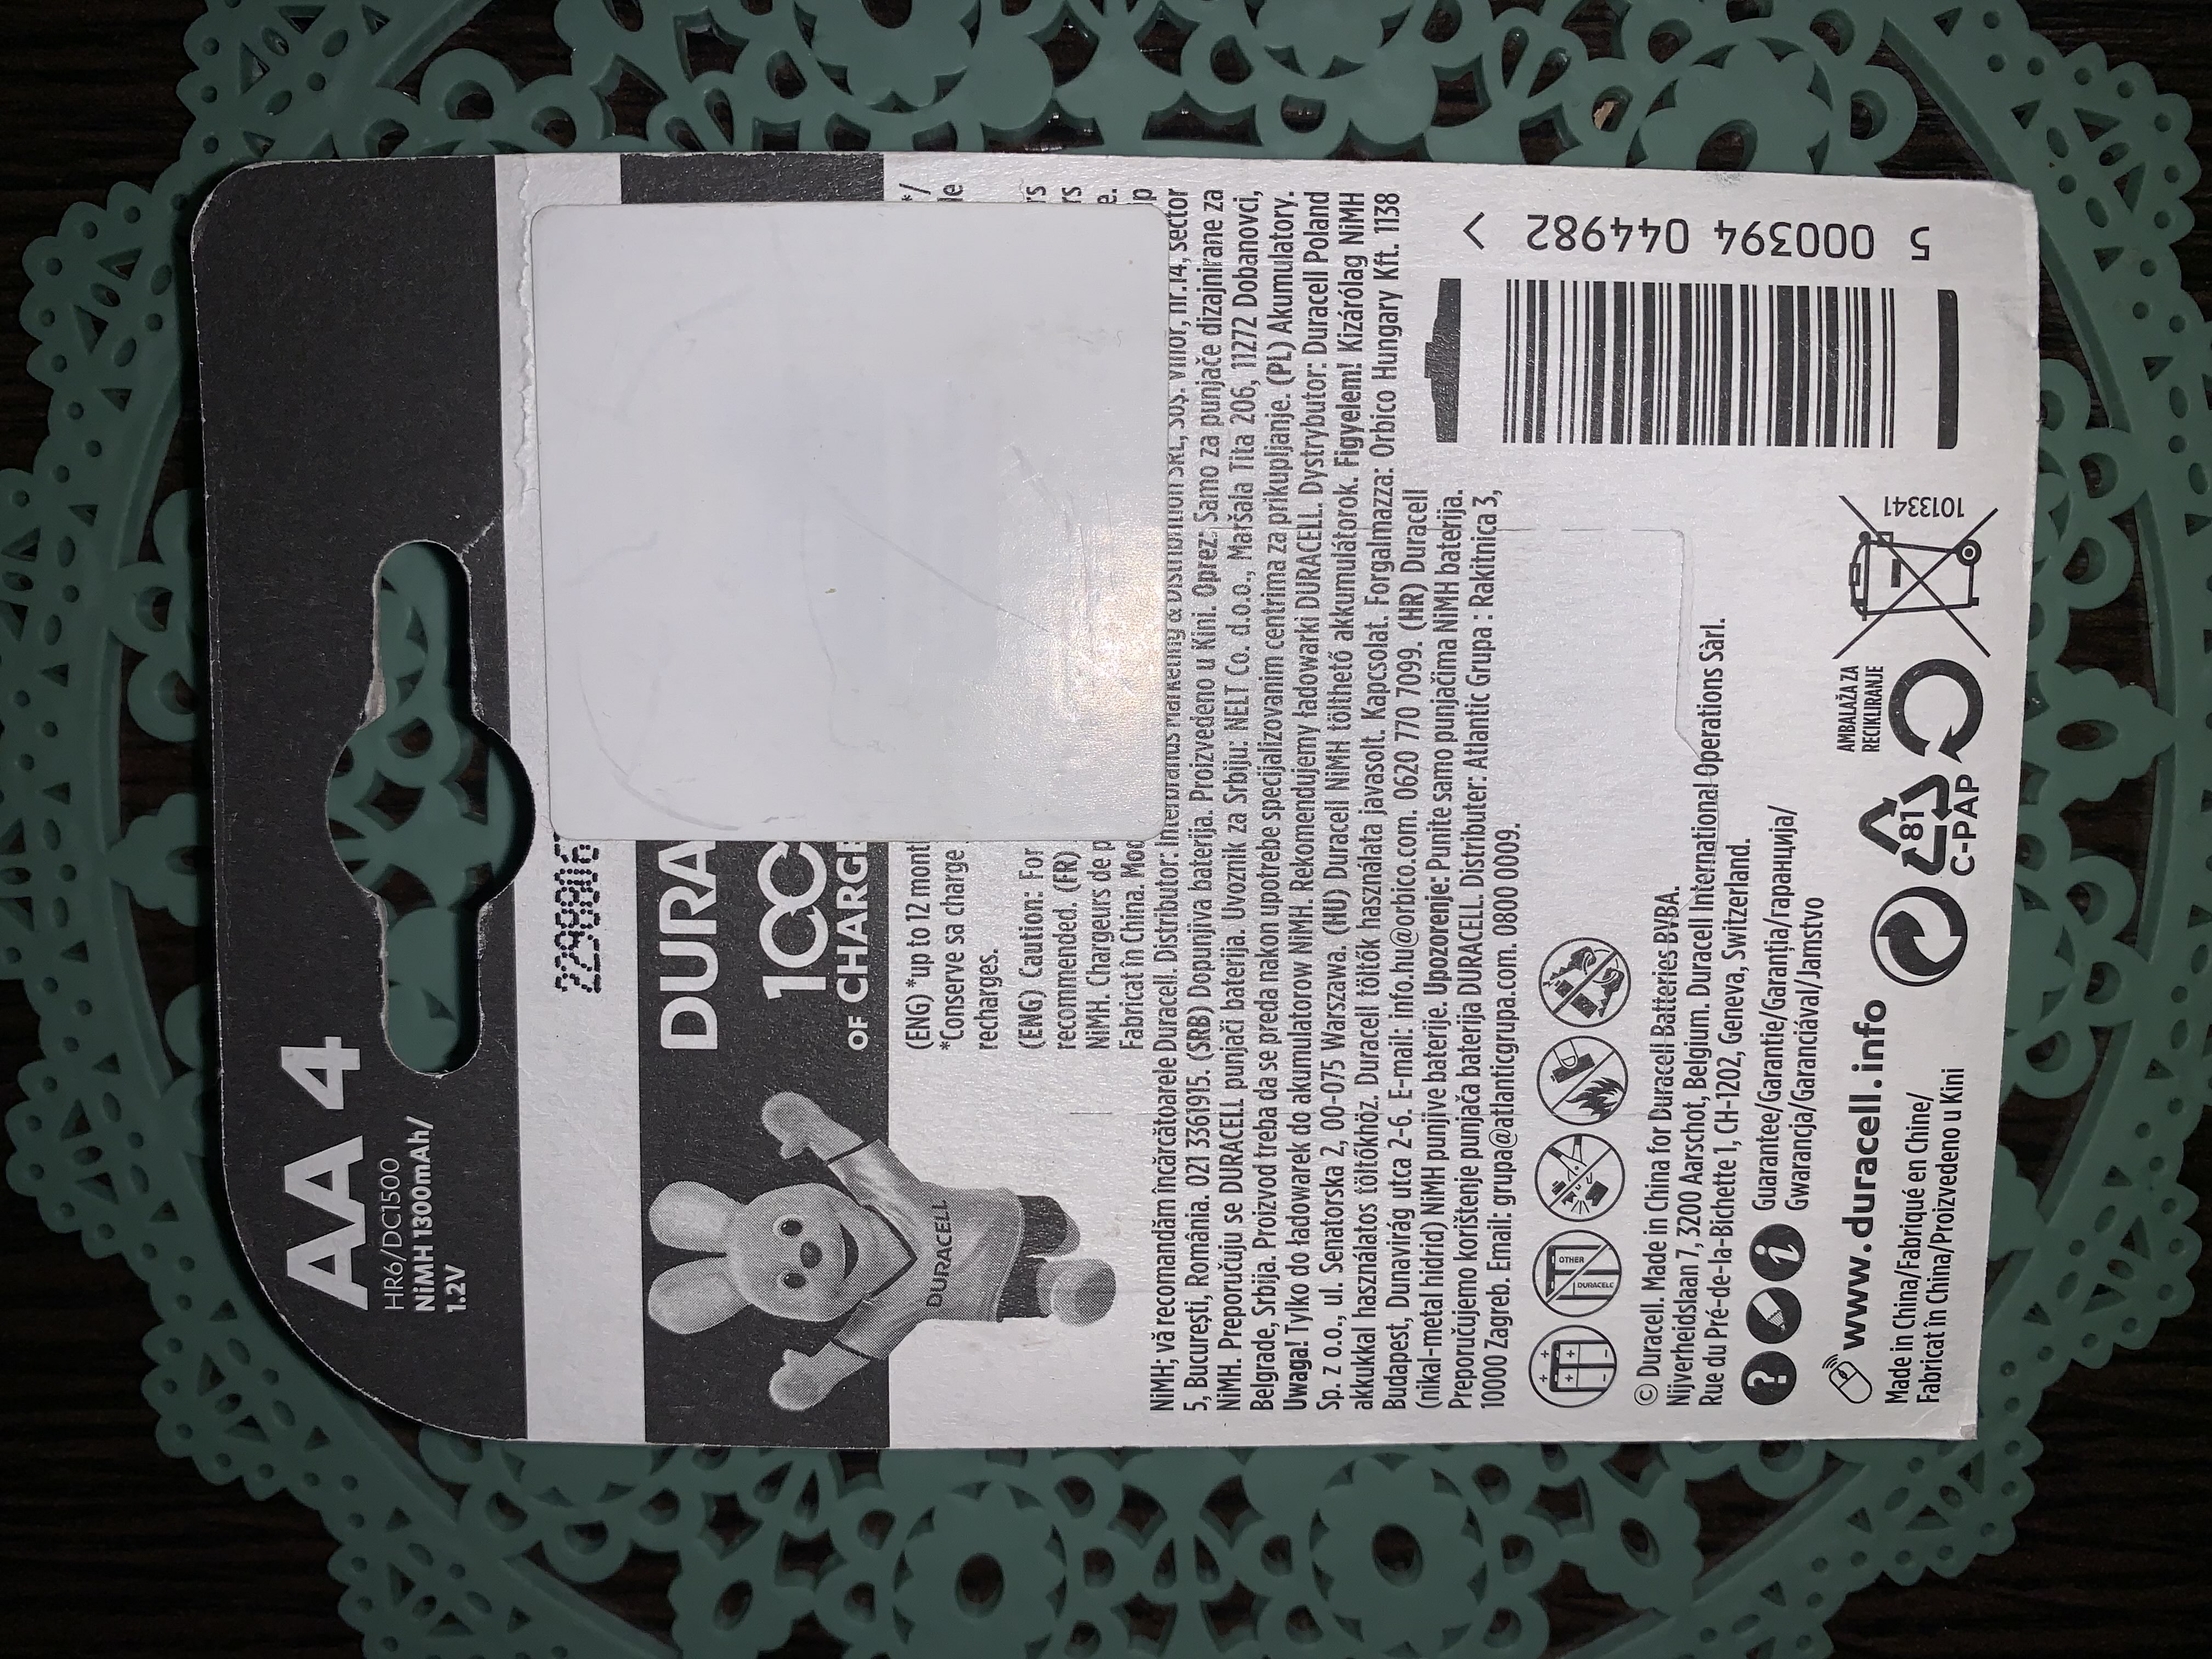 AA 4
HR6/DC1500
NiMH 1300mAh/
1.2V
DURA
OF CHARGE
(ENG) *up to 12
*Conserve sa charge
recharges.
(ENG) Caution: For
recommended. (FR)
NiMH. Chargeurs de
Fabricat în China.
NiMH; vă recomandăm încărcătoarele Duracell. Distributor: Interbrands Marketing & Distribution SRL, Şos. Vinior, nr.14, sector
5, Bucureşti, România. 021 3361915. (SRB) Dopunjiva baterija. Proizvedeno u Kini. Oprez: Samo za punjače dizajnirane za
NiMH. Preporučuju se DURACELL punjači baterija. Uvoznik za Srbiju: NELT Co. d.o.o., Maršala Tita 206, 11272 Dobanovci,
Belgrade, Srbija. Proizvod treba da se preda nakon upotrebe specijalizovanim centrima za prikupljanje. (PL) Akumulatory.
Uwaga! Tylko do ładowarek do akumulatorow NiMH. Rekomendujemy ładowarki DURACELL. Dystrybutor: Duracell Poland
Sp. z o.o., ul. Senatorska 2, 00-075 Warszawa. (HU) Duracell NiMH tölthető akkumulátorok. Figyelem! Kizárólag NiMH
akkukkal használatos töltőkhöz. Duracell töltők használata javasolt. Kapcsolat. Forgalmazza: Orbico Hungary Kft. 1138
Budapest, Dunavirág utca 2-6. E-mail: info.hu@orbico.com. 0620 770 7099. (HR) Duracell
(nikal-metal hidrid) NiMH punjive baterije. Upozorenje: Punite samo punjačima NiMH baterija.
Preporučujemo korištenje punjača baterija DURACELL. Distributer: Atlantic Grupa : Rakitnica 3,
10000 Zagreb. Email: grupa@atlanticgrupa.com. 0800 0009.
DURACELL
OTHER
DURACELL
© Duracell. Made in China for Duracell Batteries BVBA.
Nijverheidslaan 7, 3200 Aarschot, Belgium. Duracell International Operations Sàrl.
Rue du Pré-de-la-Bichette 1, CH-1202, Geneva, Switzerland.
Guarantee/Garantie/Garanţia/гаранција/
Gwarancja/Garanciával/Jamstvo
www.duracell.info
Made in China/Fabriqué en Chine/
Fabricat în China/Proizvedeno u Kini
81
C-PAP
AMBALAŽA ZA
RECIKLIRANJE
1013341
5 000394 044982 >